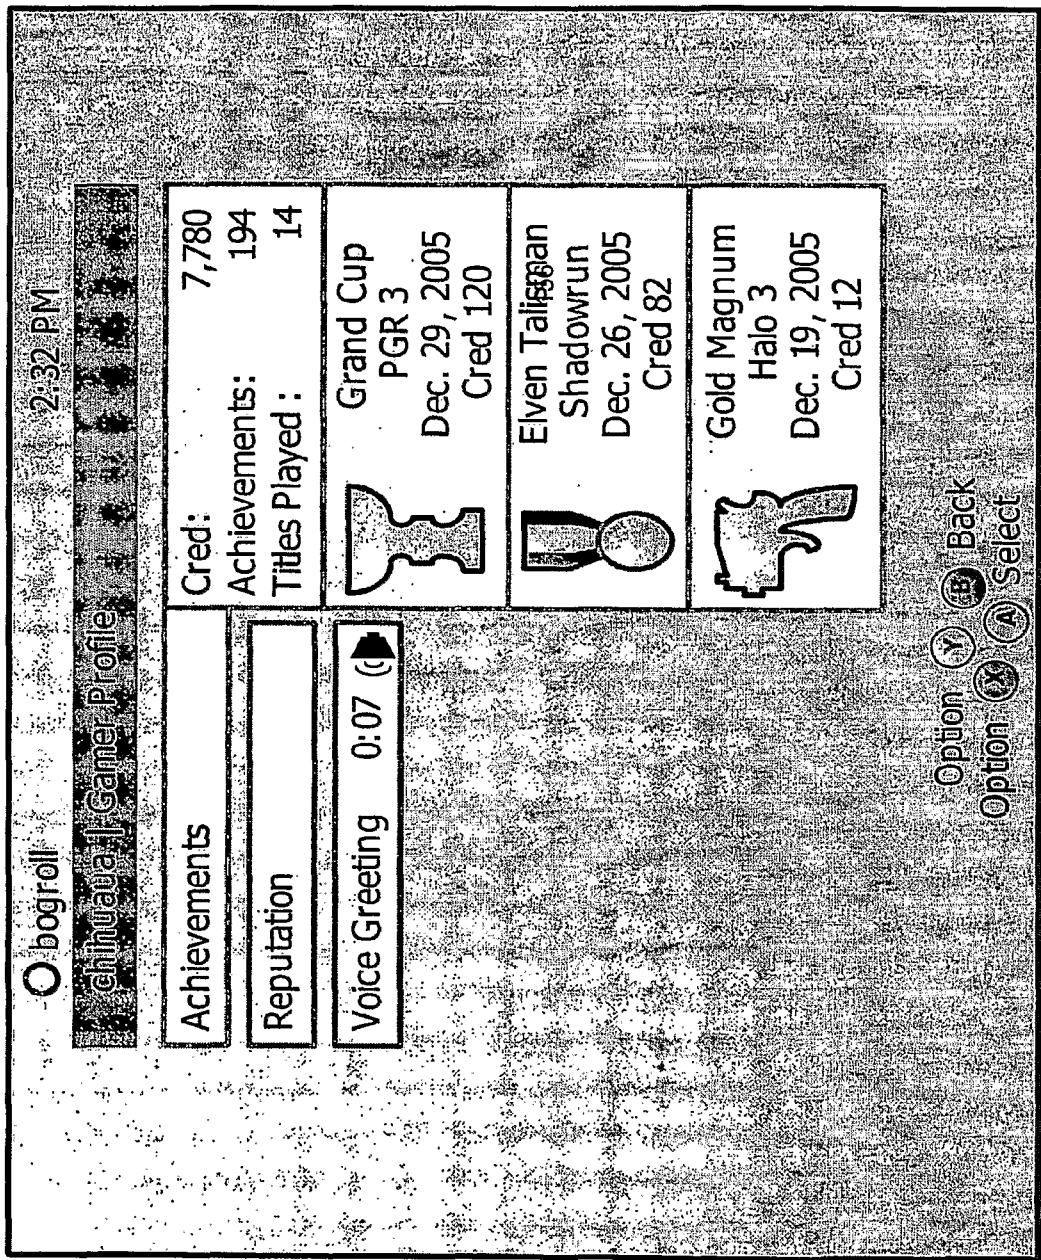 bogroll 2:32 PM
chihuaua j| Gamer Profile
Achievements
Reputation
Voice Greeting 0:07
Cred: 7,780
Achievements: 194
Titles Played : 14
Grand Cup
PGR 3
Dec. 29, 2005
Cred 120
Elven Talisman
Shadowrun
Dec. 26, 2005
Cred 82
Gold Magnum
Halo 3
Dec. 19, 2005
Cred 12
Option Y B Back
Option X A Select